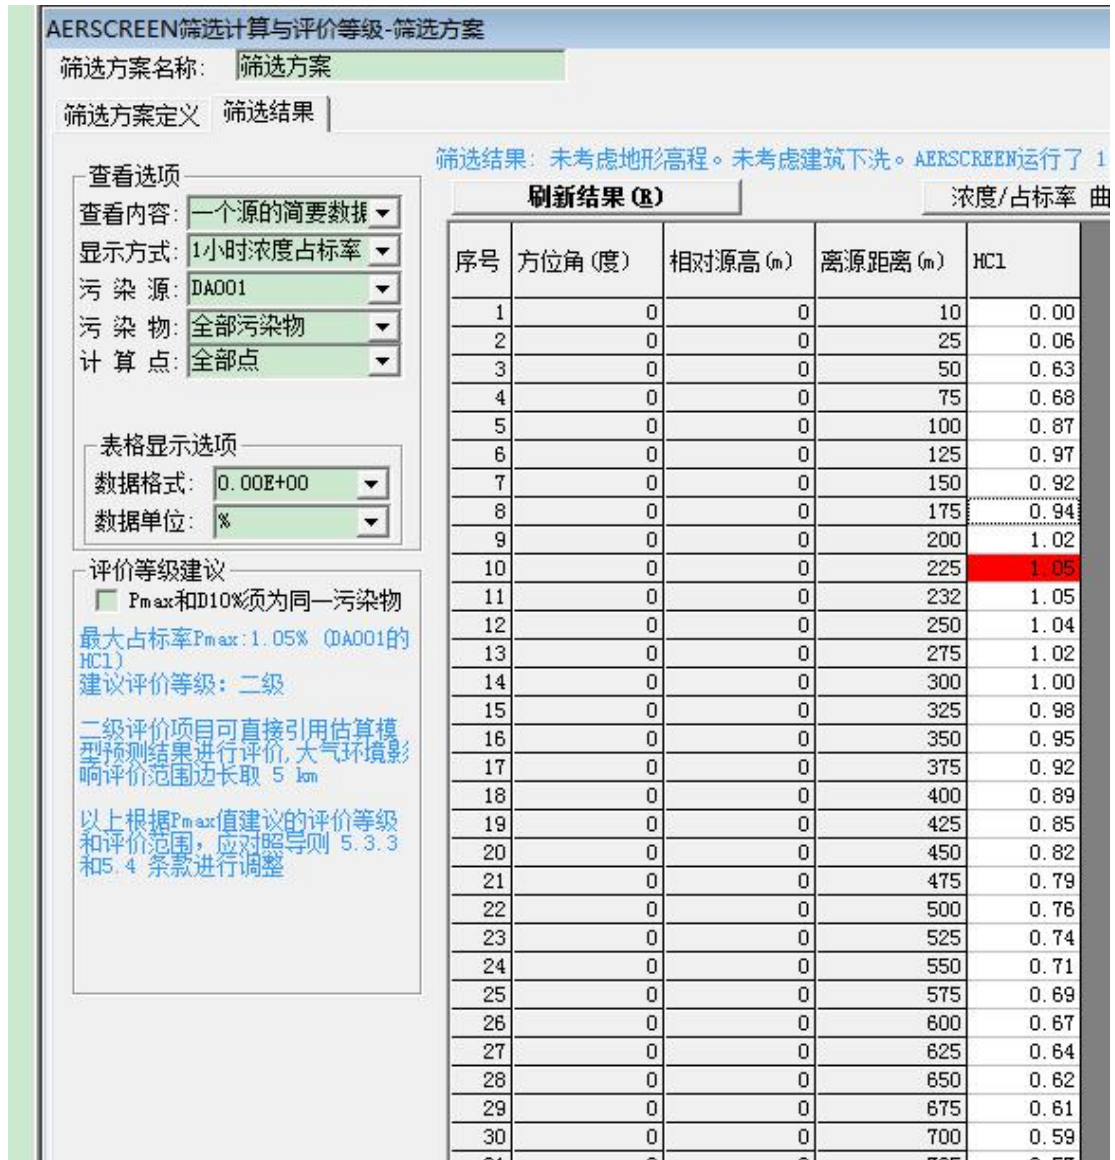 AERSCREEN筛选计算与评价等级-筛选方案
筛选方案名称: 筛选方案
筛选方案定义 筛选结果
筛选结果: 未考虑地形高程。未考虑建筑下洗。AERSCREEN运行了 1
刷新结果(R) 浓度/占标率 曲
查看选项
查看内容: 一个源的简要数据
显示方式: 1小时浓度占标率
污 染 源: DA001
污 染 物: 全部污染物
计 算 点: 全部点
表格显示选项
数据格式: 0.00E+00
数据单位: %
评价等级建议
Pmax和D10%须为同一污染物
最大占标率Pmax:1.05% (DA001的
HCl)
建议评价等级: 二级
二级评价项目可直接引用估算模
型预测结果进行评价,大气环境影
响评价范围边长取 5 km
以上根据Pmax值建议的评价等级
和评价范围,应对照导则 5.3.3
和5.4 条款进行调整
序号 方位角(度) 相对源高(m) 离源距离(m) HCl
1 0 0 10 0.00
2 0 0 25 0.06
3 0 0 50 0.63
4 0 0 75 0.68
5 0 0 100 0.87
6 0 0 125 0.97
7 0 0 150 0.92
8 0 0 175 0.94
9 0 0 200 1.02
10 0 0 225 1.05
11 0 0 232 1.05
12 0 0 250 1.04
13 0 0 275 1.02
14 0 0 300 1.00
15 0 0 325 0.98
16 0 0 350 0.95
17 0 0 375 0.92
18 0 0 400 0.89
19 0 0 425 0.85
20 0 0 450 0.82
21 0 0 475 0.79
22 0 0 500 0.76
23 0 0 525 0.74
24 0 0 550 0.71
25 0 0 575 0.69
26 0 0 600 0.67
27 0 0 625 0.64
28 0 0 650 0.62
29 0 0 675 0.61
30 0 0 700 0.59